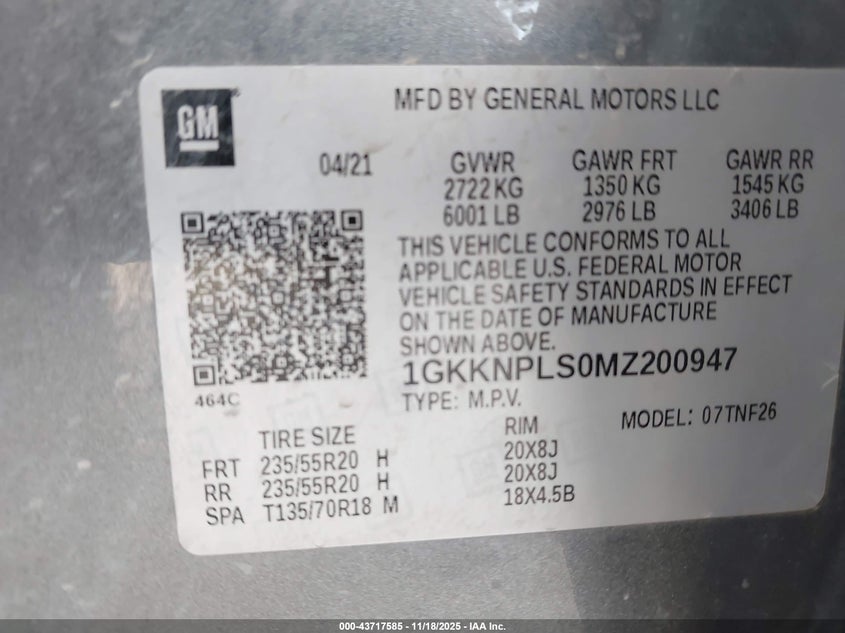 GM
MFD BY GENERAL MOTORS LLC
04/21
GVWR GAWR FRT GAWR RR
2722 KG 1350 KG 1545 KG
6001 LB 2976 LB 3406 LB
THIS VEHICLE CONFORMS TO ALL
APPLICABLE U.S. FEDERAL MOTOR
VEHICLE SAFETY STANDARDS IN EFFECT
ON THE DATE OF MANUFACTURE
SHOWN ABOVE.
1GKKNPLS0MZ200947
464C
TYPE: M.P.V.
MODEL: 07TNF26
TIRE SIZE RIM
FRT 235/55R20 H 20X8J
RR 235/55R20 H 20X8J
SPA T135/70R18 M 18X4.5B
000-43717585 - 11/18/2025 - IAA Inc.